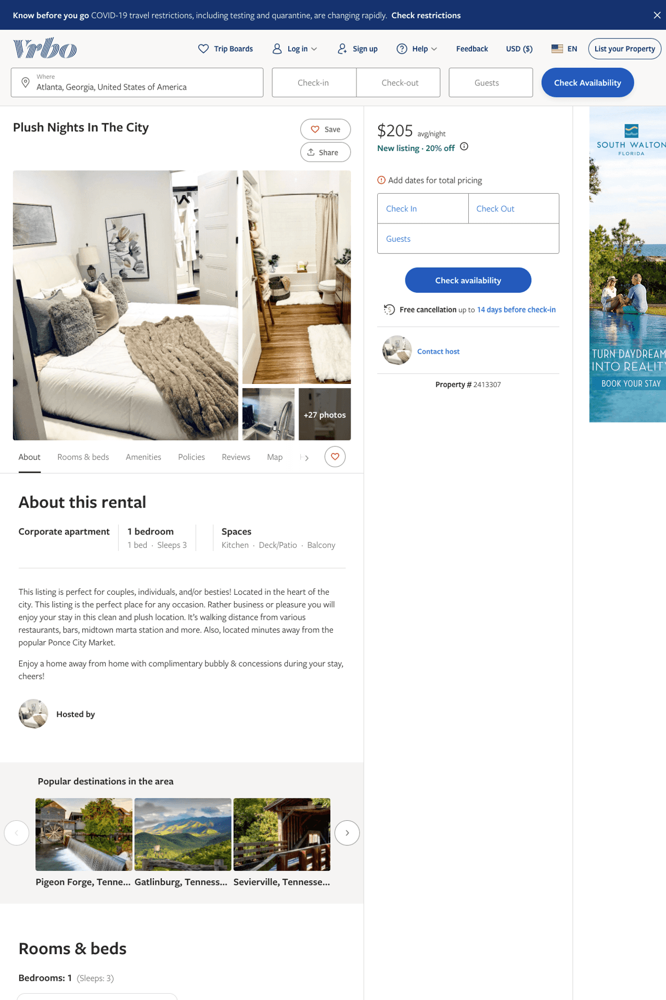 Know before you go COVID-19 travel restrictions, including testing and quarantine, are changing rapidly. Check restrictions
Vrbo
Trip Boards
Log in
Sign up
Help
Feedback
USD ($)
EN
List your Property
Where
Atlanta, Georgia, United States of America
Check-in
Check-out
Guests
Check Availability
Plush Nights In The City
Save
Share
+27 photos
$205 avg/night
New listing · 20% off
Add dates for total pricing
Check In
Check Out
Guests
Check availability
Free cancellation up to 14 days before check-in
Contact host
Property # 2413307
SOUTH WALTON
FLORIDA
TURN DAYDREAM
INTO REALITY
BOOK YOUR STAY
About
Rooms & beds
Amenities
Policies
Reviews
Map
About this rental
Corporate apartment
1 bedroom
1 bed · Sleeps 3
Spaces
Kitchen · Deck/Patio · Balcony
This listing is perfect for couples, individuals, and/or besties! Located in the heart of the
city. This listing is the perfect place for any occasion. Rather business or pleasure you will
enjoy your stay in this clean and plush location. It’s walking distance from various
restaurants, bars, midtown marta station and more. Also, located minutes away from the
popular Ponce City Market.
Enjoy a home away from home with complimentary bubbly & concessions during your stay,
cheers!
Hosted by
Popular destinations in the area
Pigeon Forge, Tenne...
Gatlinburg, Tenness...
Sevierville, Tennesse...
Rooms & beds
Bedrooms: 1 (Sleeps: 3)